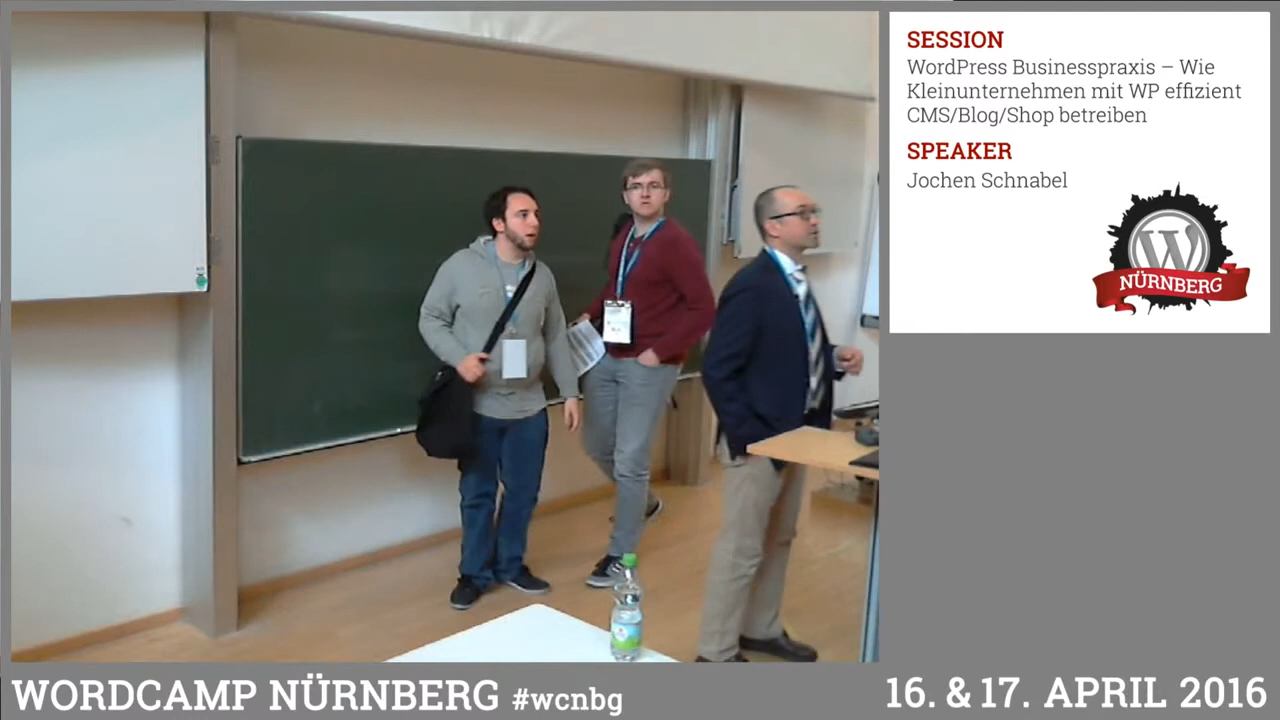 SESSION
WordPress Businesspraxis – Wie
Kleinunternehmen mit WP effizient
CMS/Blog/Shop betreiben
SPEAKER
Jochen Schnabel
NÜRNBERG
WORDCAMP NÜRNBERG #wcnbg
16. & 17. APRIL 2016